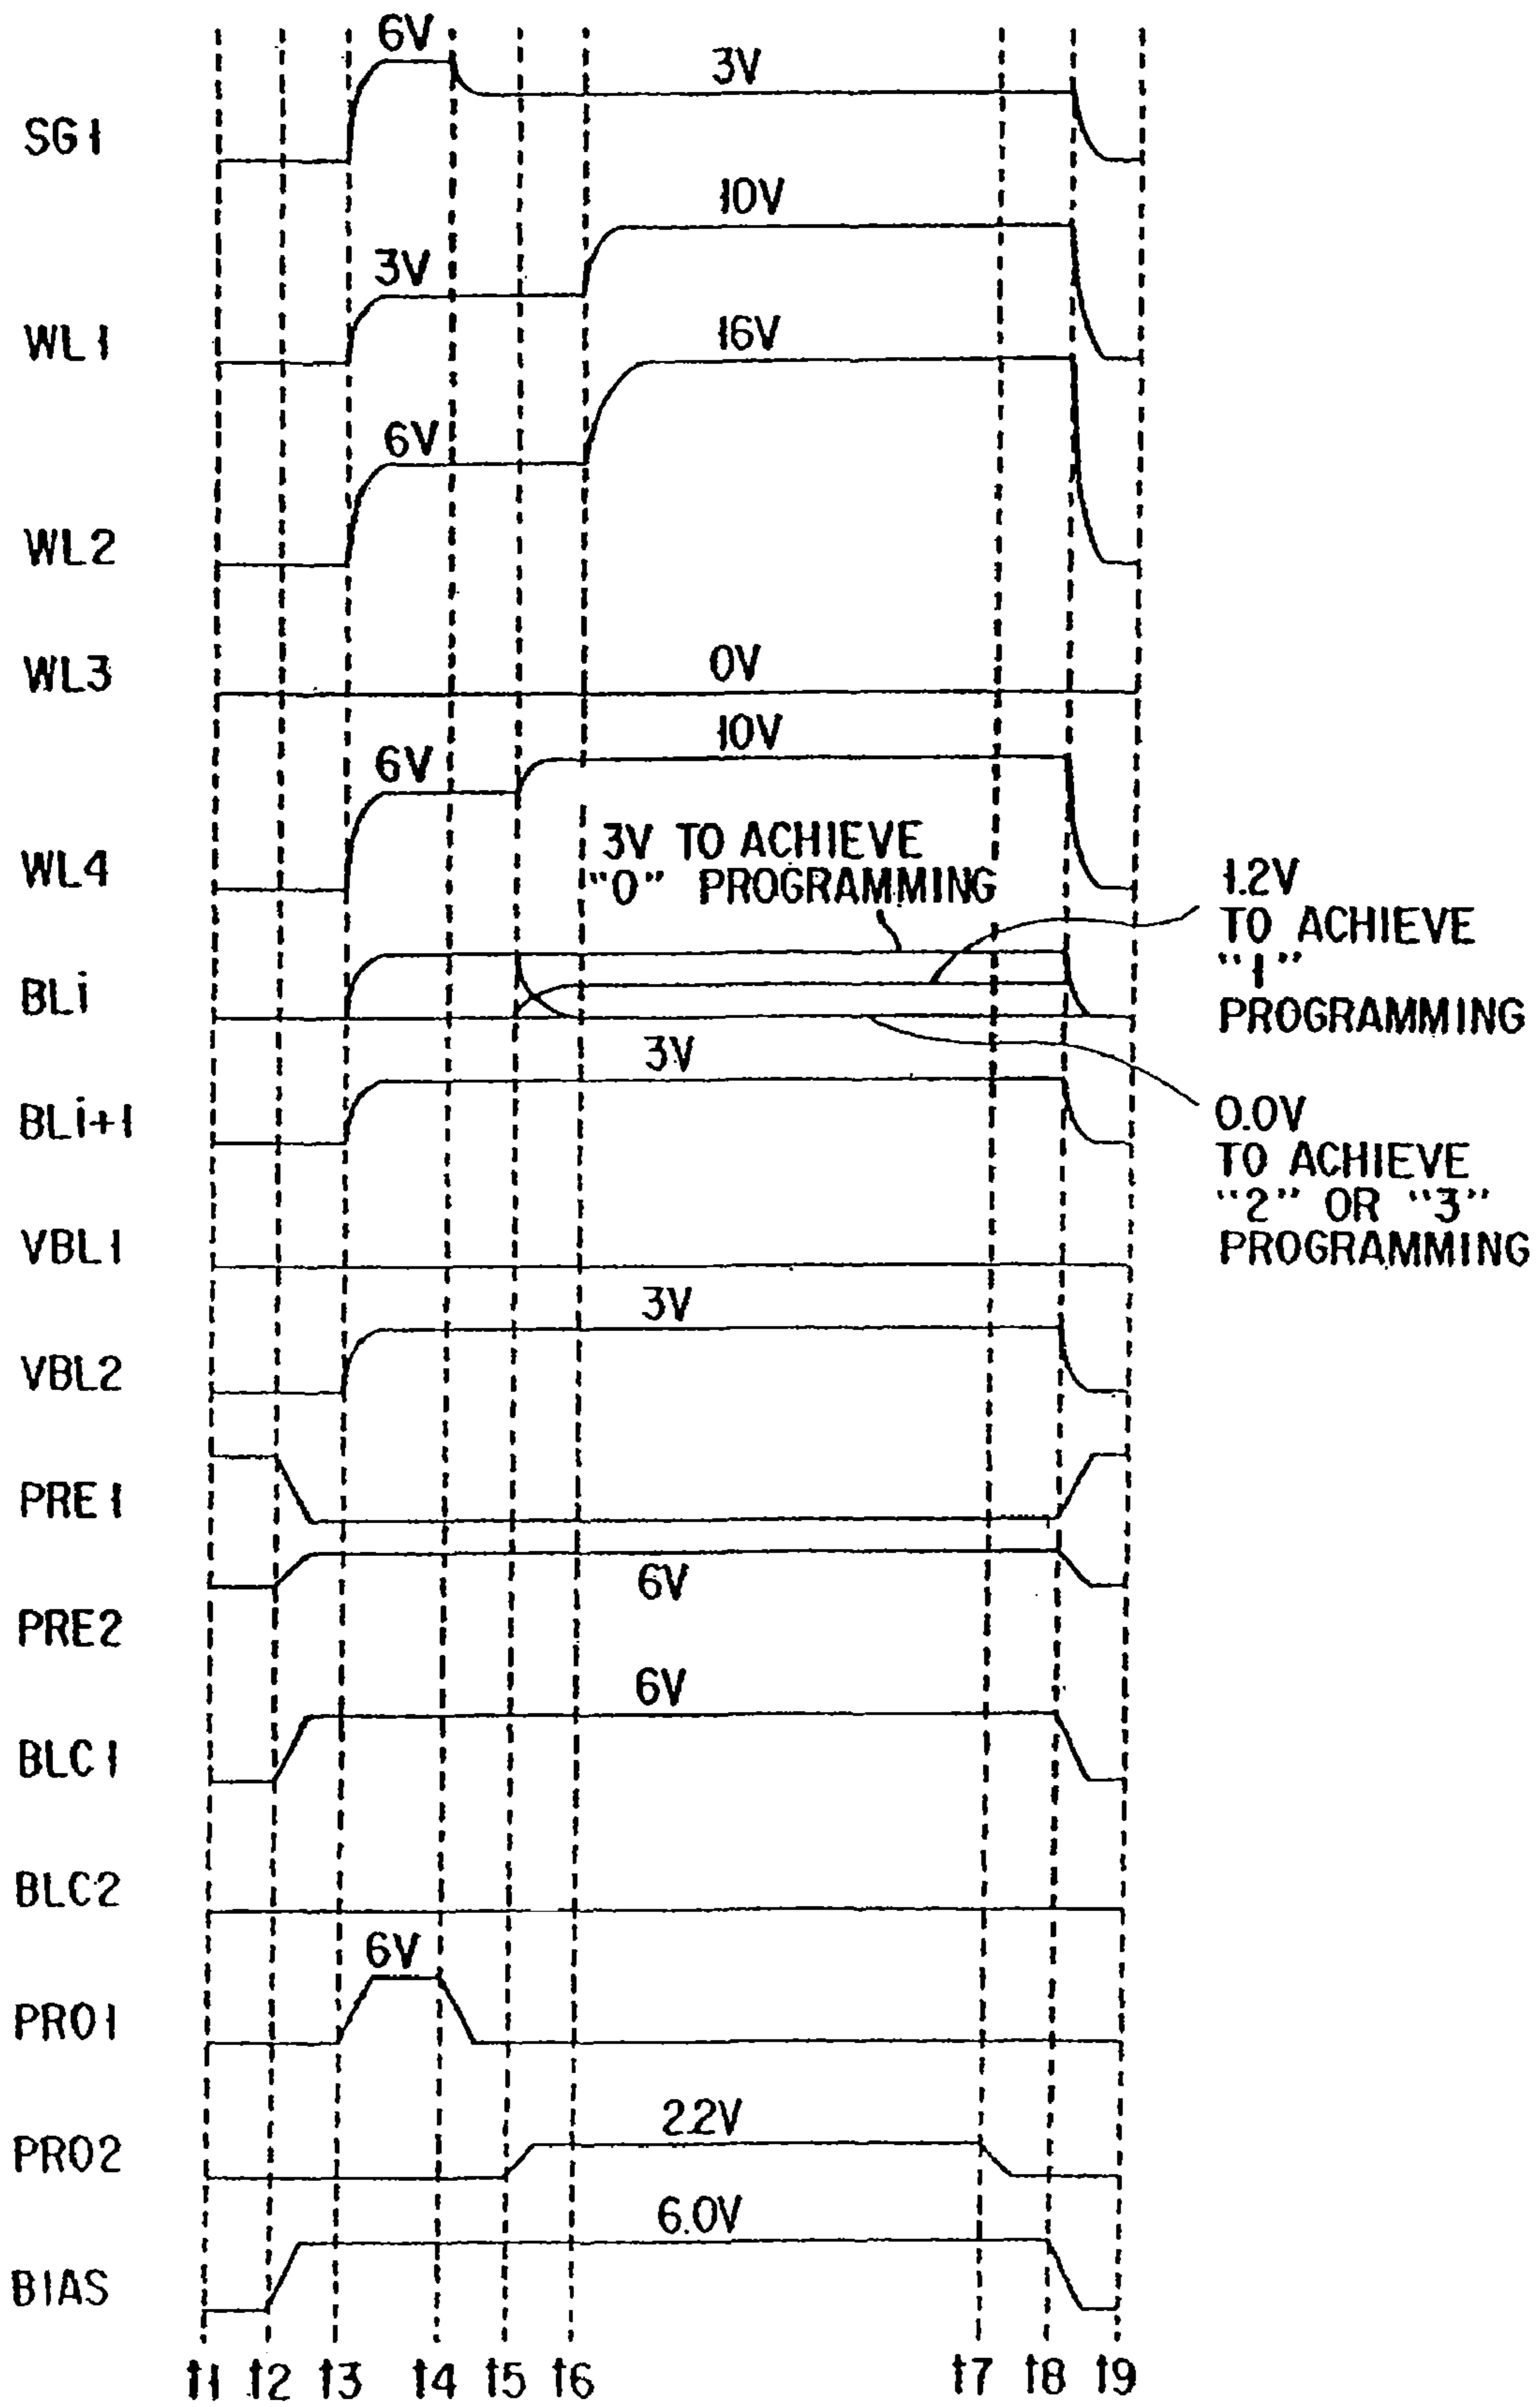 6V
3V
SG1
10V
3V
WL1
16V
6V
WL2
0V
WL3
10V
6V
WL4
3V TO ACHIEVE
"0" PROGRAMMING
1.2V
TO ACHIEVE
"1"
PROGRAMMING
BLi
3V
BLi+1
0.0V
TO ACHIEVE
"2" OR "3"
PROGRAMMING
VBL1
3V
VBL2
PRE1
6V
PRE2
6V
BLC1
BLC2
6V
PRO1
2.2V
PRO2
6.0V
BIAS
t1 t2 t3 t4 t5 t6 t7 t8 t9